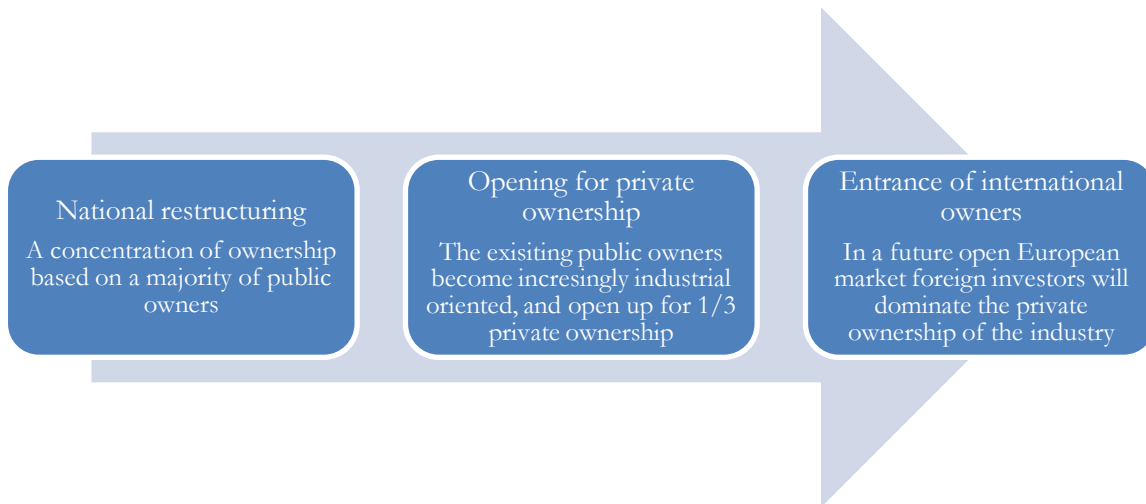 National restructuring
A concentration of ownership
based on a majority of public
owners
Opening for private
ownership
The exisiting public owners
become incresingly industrial
oriented, and open up for 1/3
private ownership
Entrance of international
owners
In a future open European
market foreign investors will
dominate the private
ownership of the industry